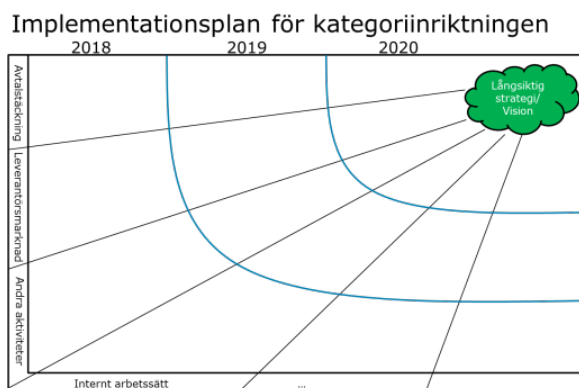 Implementationsplan för kategoriinriktningen
2018 2019 2020
Långsiktig
strategi/
Vision
Avtalstäckning
Leverantörsmarknad
Andra aktiviteter
Internt arbetssätt